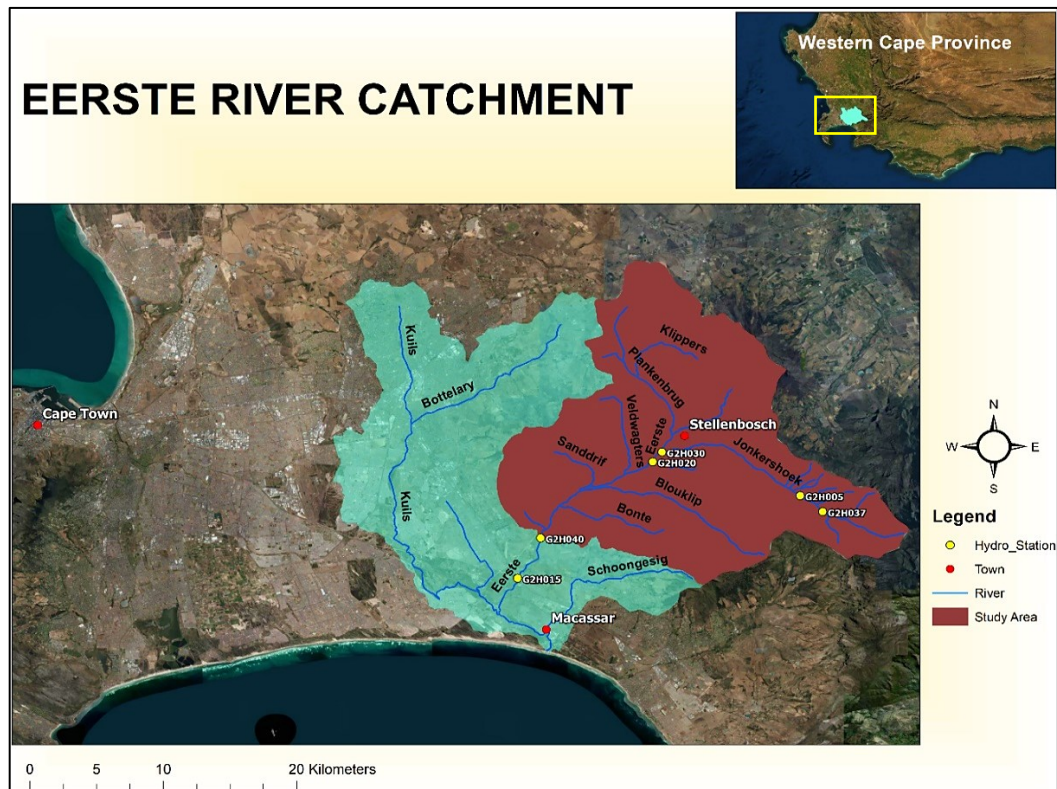 EERSTE RIVER CATCHMENT
Western Cape Province
Kuils
Bottelary
Klippers
Plankenbrug
Cape Town
Veldwagters
Eerste
Stellenbosch
Sanddrif
G2H030
G2H020
Jonkershoek
Kuils
Blouklip
G2H005
Bonte
G2H037
G2H040
Schoongesig
Eerste
G2H015
Macassar
N
W
E
S
Legend
Hydro_Station
Town
River
Study Area
0 5 10 20 Kilometers